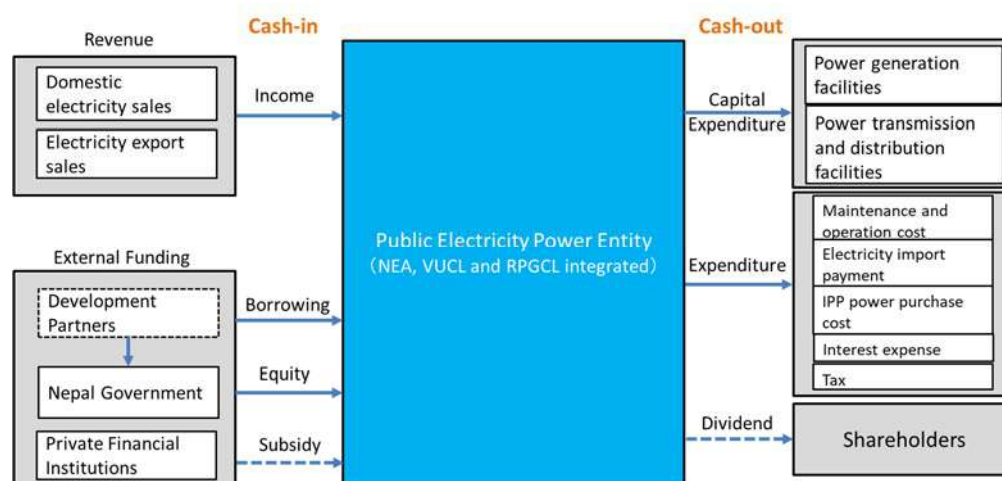 Cash-in
Cash-out
Revenue
Domestic
electricity sales
Electricity export
sales
Income
External Funding
Development
Partners
Nepal Government
Private Financial
Institutions
Borrowing
Equity
Subsidy
Public Electricity Power Entity
(NEA, VUCL and RPGCL integrated)
Capital
Expenditure
Power generation
facilities
Power transmission
and distribution
facilities
Expenditure
Maintenance and
operation cost
Electricity import
payment
IPP power purchase
cost
Interest expense
Tax
Dividend
Shareholders